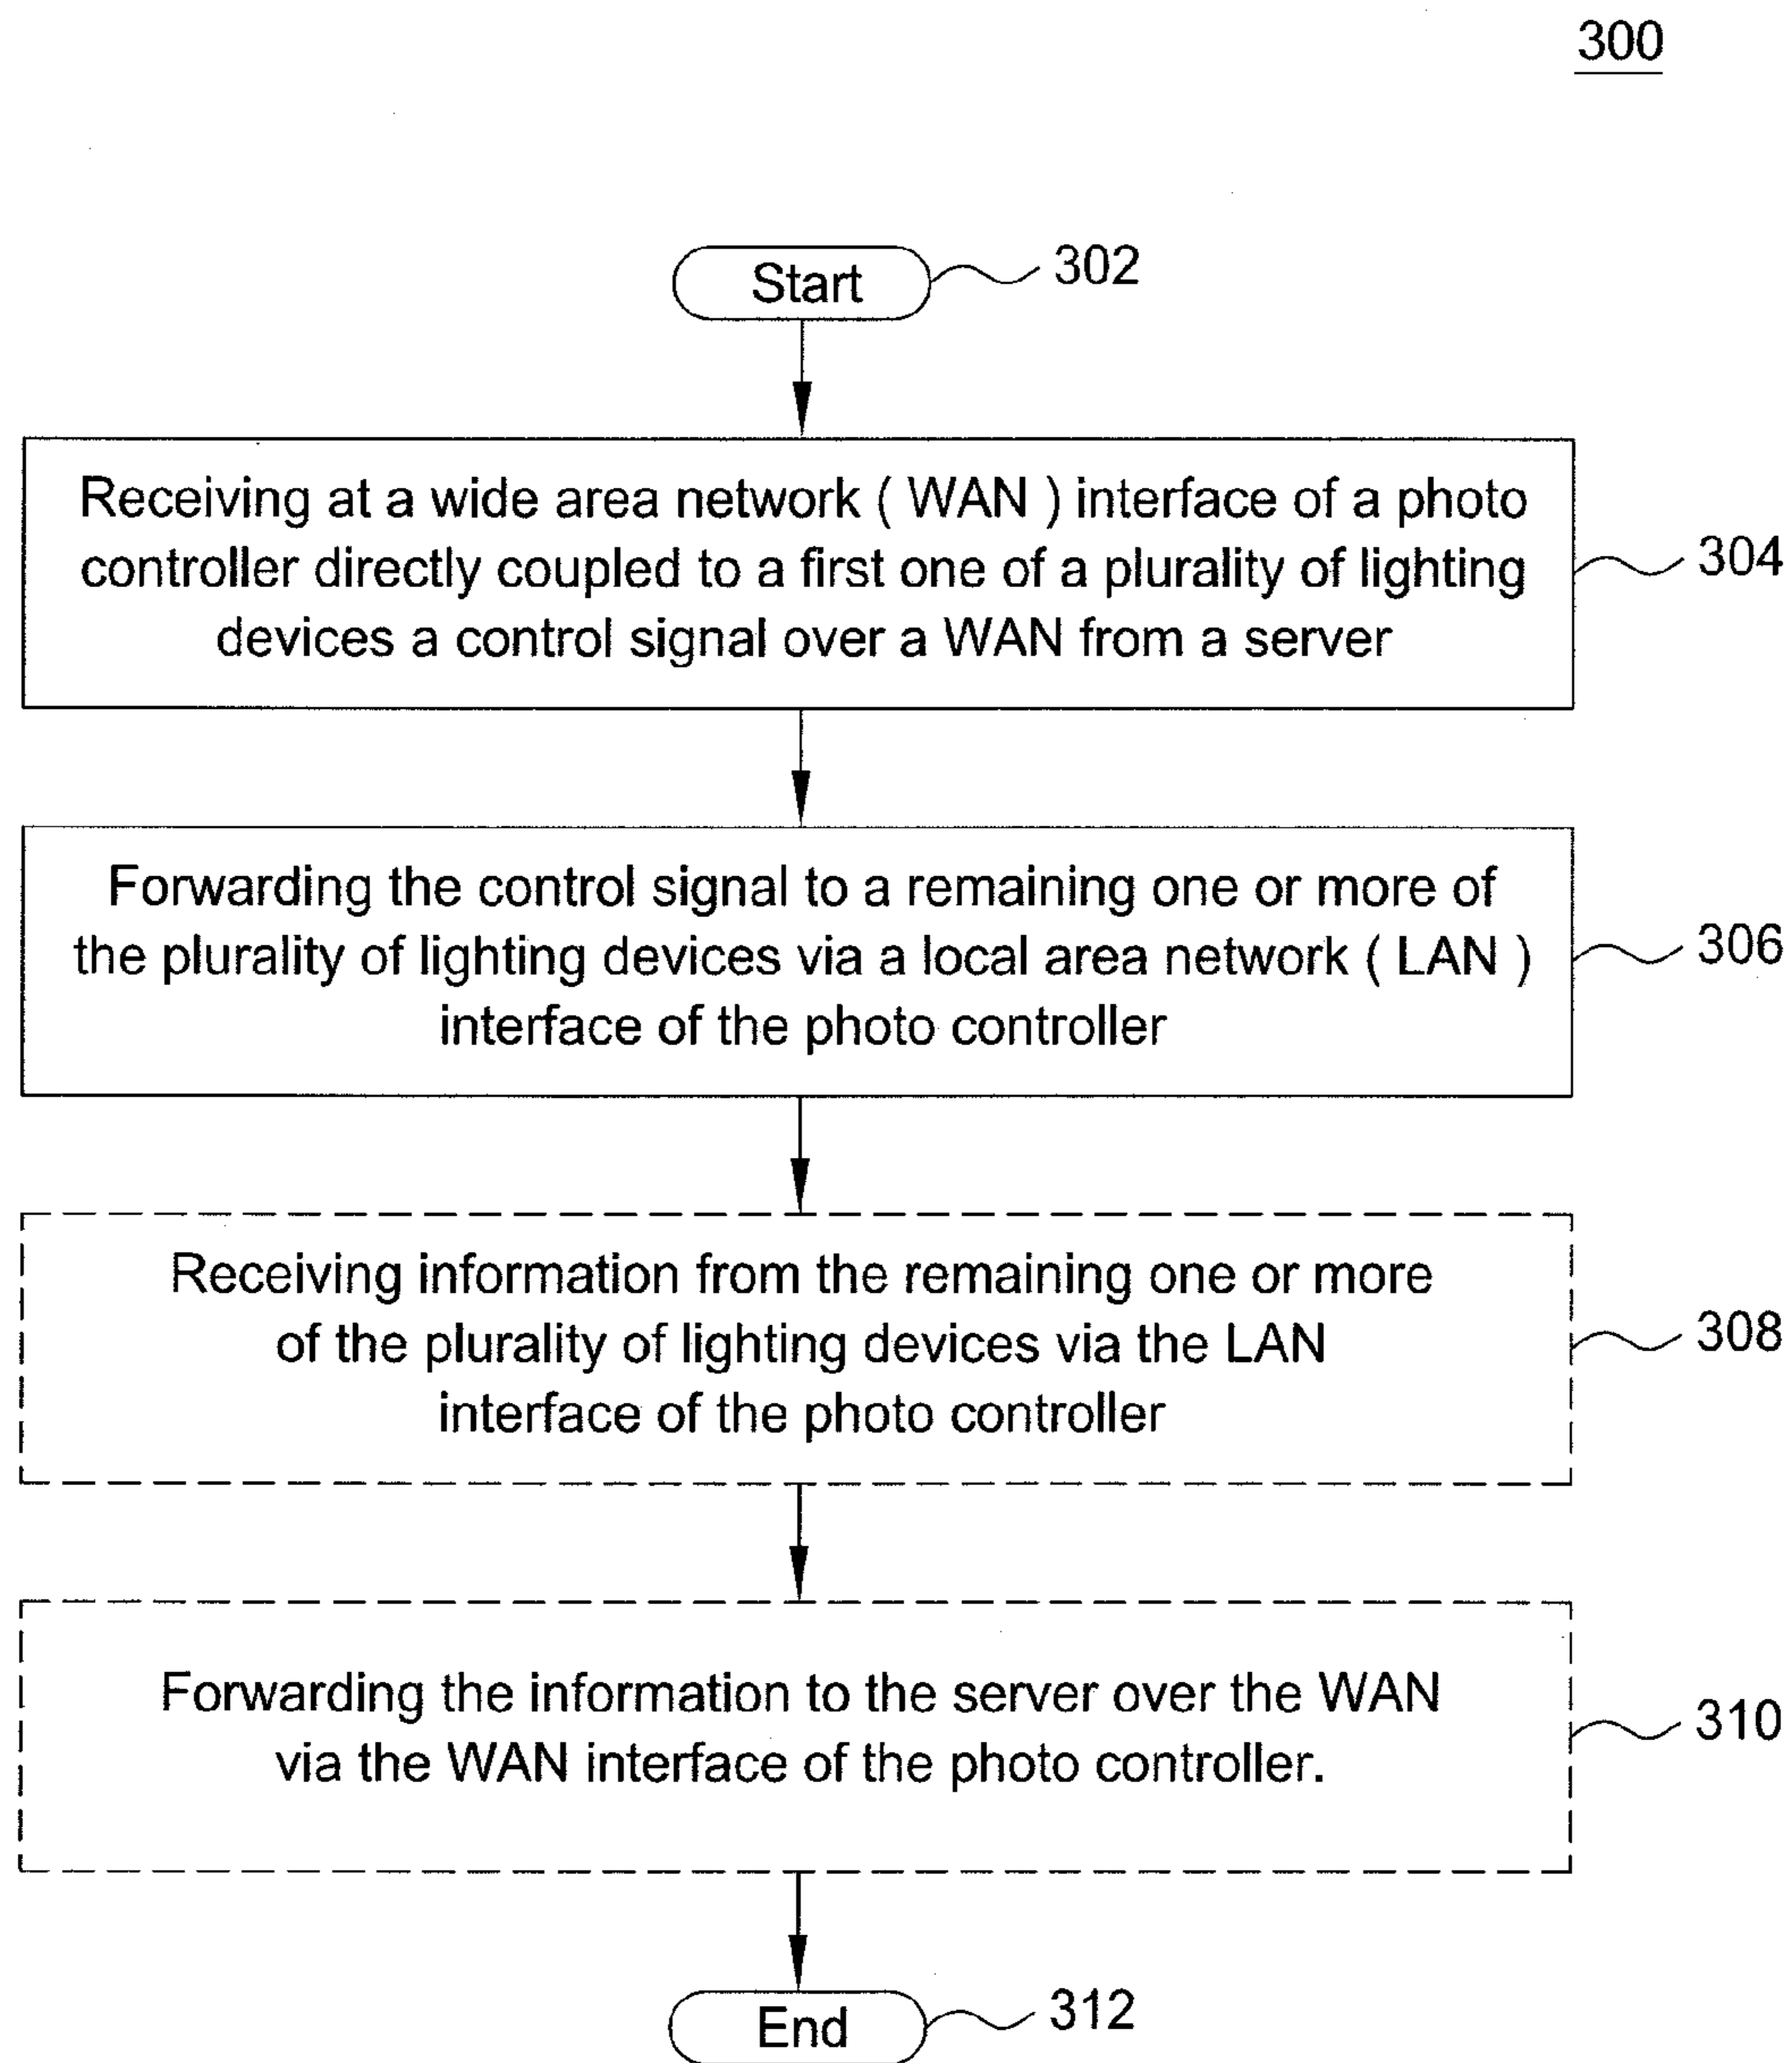 300
Start
302
Receiving at a wide area network ( WAN ) interface of a photo
controller directly coupled to a first one of a plurality of lighting
devices a control signal over a WAN from a server
304
Forwarding the control signal to a remaining one or more of
the plurality of lighting devices via a local area network ( LAN )
interface of the photo controller
306
Receiving information from the remaining one or more
of the plurality of lighting devices via the LAN
interface of the photo controller
308
Forwarding the information to the server over the WAN
via the WAN interface of the photo controller.
310
End
312